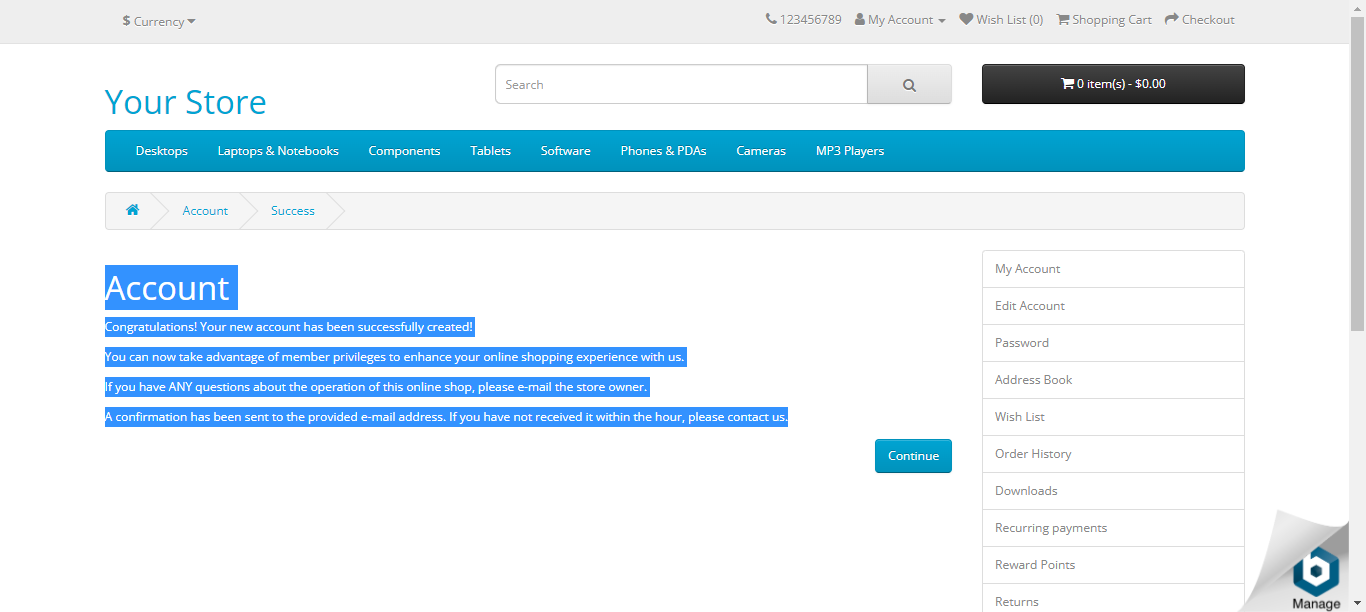 $ Currency
123456789 My Account Wish List (0) Shopping Cart Checkout
Your Store
Search
0 item(s) - $0.00
Desktops Laptops & Notebooks Components Tablets Software Phones & PDAs Cameras MP3 Players
Account Success
Account
Congratulations! Your new account has been successfully created!
You can now take advantage of member privileges to enhance your online shopping experience with us.
If you have ANY questions about the operation of this online shop, please e-mail the store owner.
A confirmation has been sent to the provided e-mail address. If you have not received it within the hour, please contact us.
Continue
My Account
Edit Account
Password
Address Book
Wish List
Order History
Downloads
Recurring payments
Reward Points
Returns
b
Manage